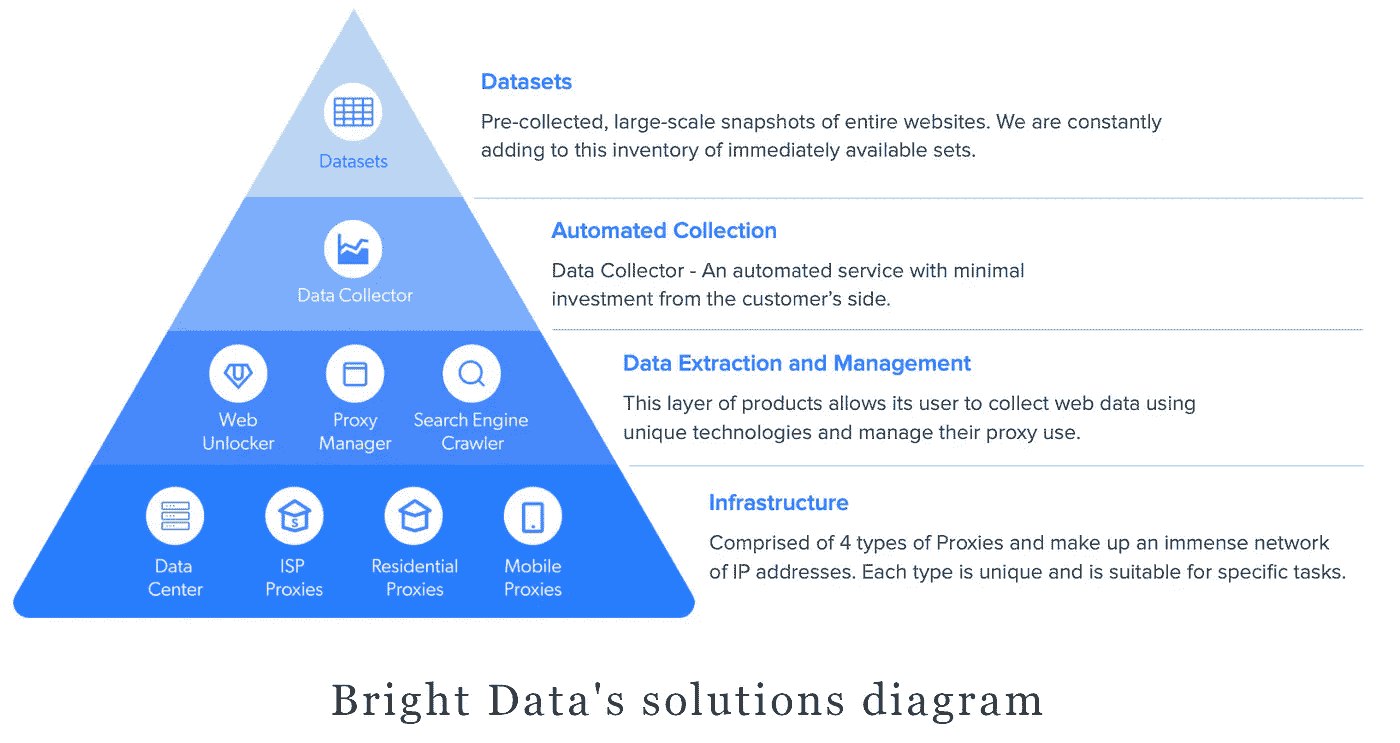 Datasets
Pre-collected, large-scale snapshots of entire websites. We are constantly
adding to this inventory of immediately available sets.
Datasets
Automated Collection
Data Collector - An automated service with minimal
investment from the customer’s side.
Data Collector
Data Extraction and Management
This layer of products allows its user to collect web data using
unique technologies and manage their proxy use.
Web
Unlocker
Proxy
Manager
Search Engine
Crawler
Infrastructure
Comprised of 4 types of Proxies and make up an immense network
of IP addresses. Each type is unique and is suitable for specific tasks.
Data
Center
ISP
Proxies
Residential
Proxies
Mobile
Proxies
Bright Data's solutions diagram